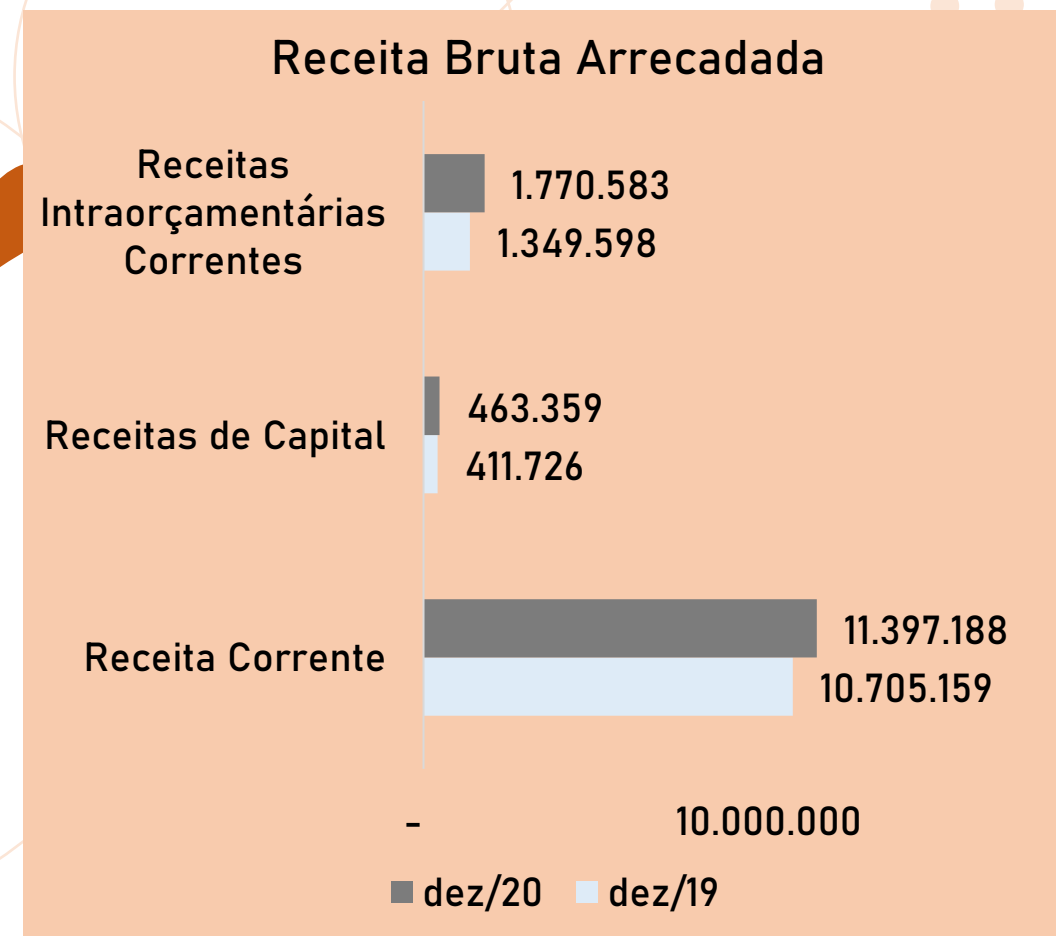 Receita Bruta Arrecadada
Receitas
Intraorçamentárias
Correntes
1.770.583
1.349.598
Receitas de Capital
463.359
411.726
Receita Corrente
11.397.188
10.705.159
- 10.000.000
dez/20 dez/19